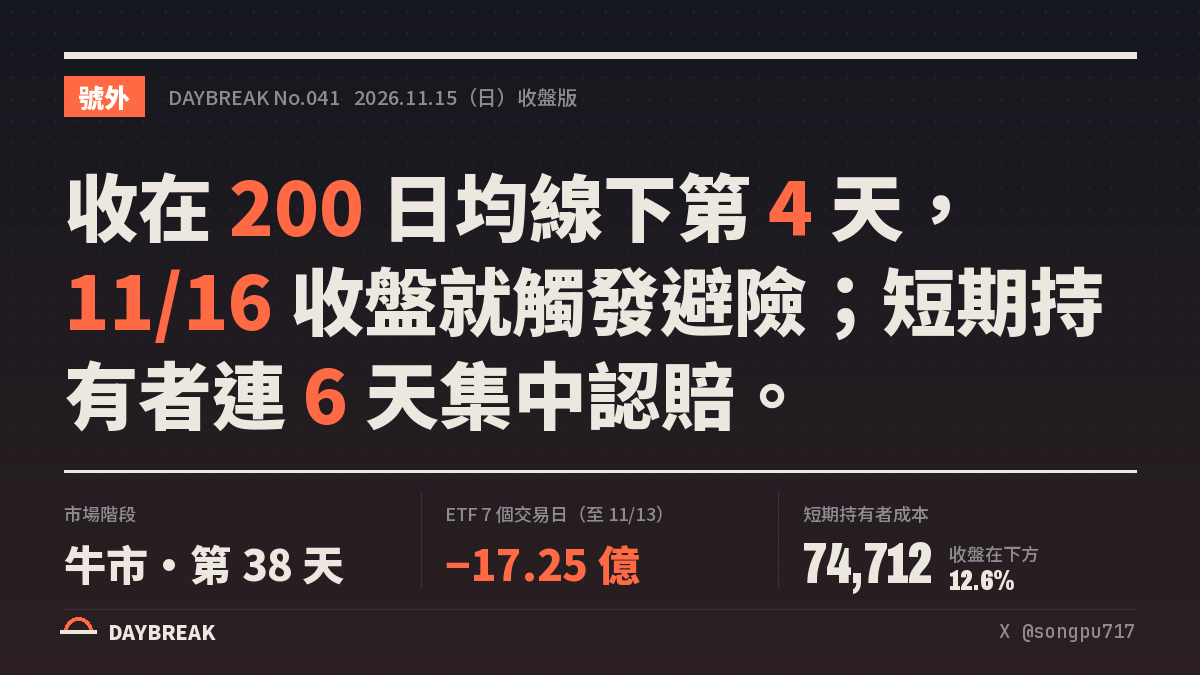 號外
DAYBREAK No.041 2026.11.15（日）收盤版
收在 200 日均線下第 4 天，
11/16 收盤就觸發避險；短期持
有者連 6 天集中認賠。
市場階段
牛市・第 38 天
ETF 7 個交易日（至 11/13）
−17.25 億
短期持有者成本
74,712
收盤在下方
12.6%
DAYBREAK
X @songpu717